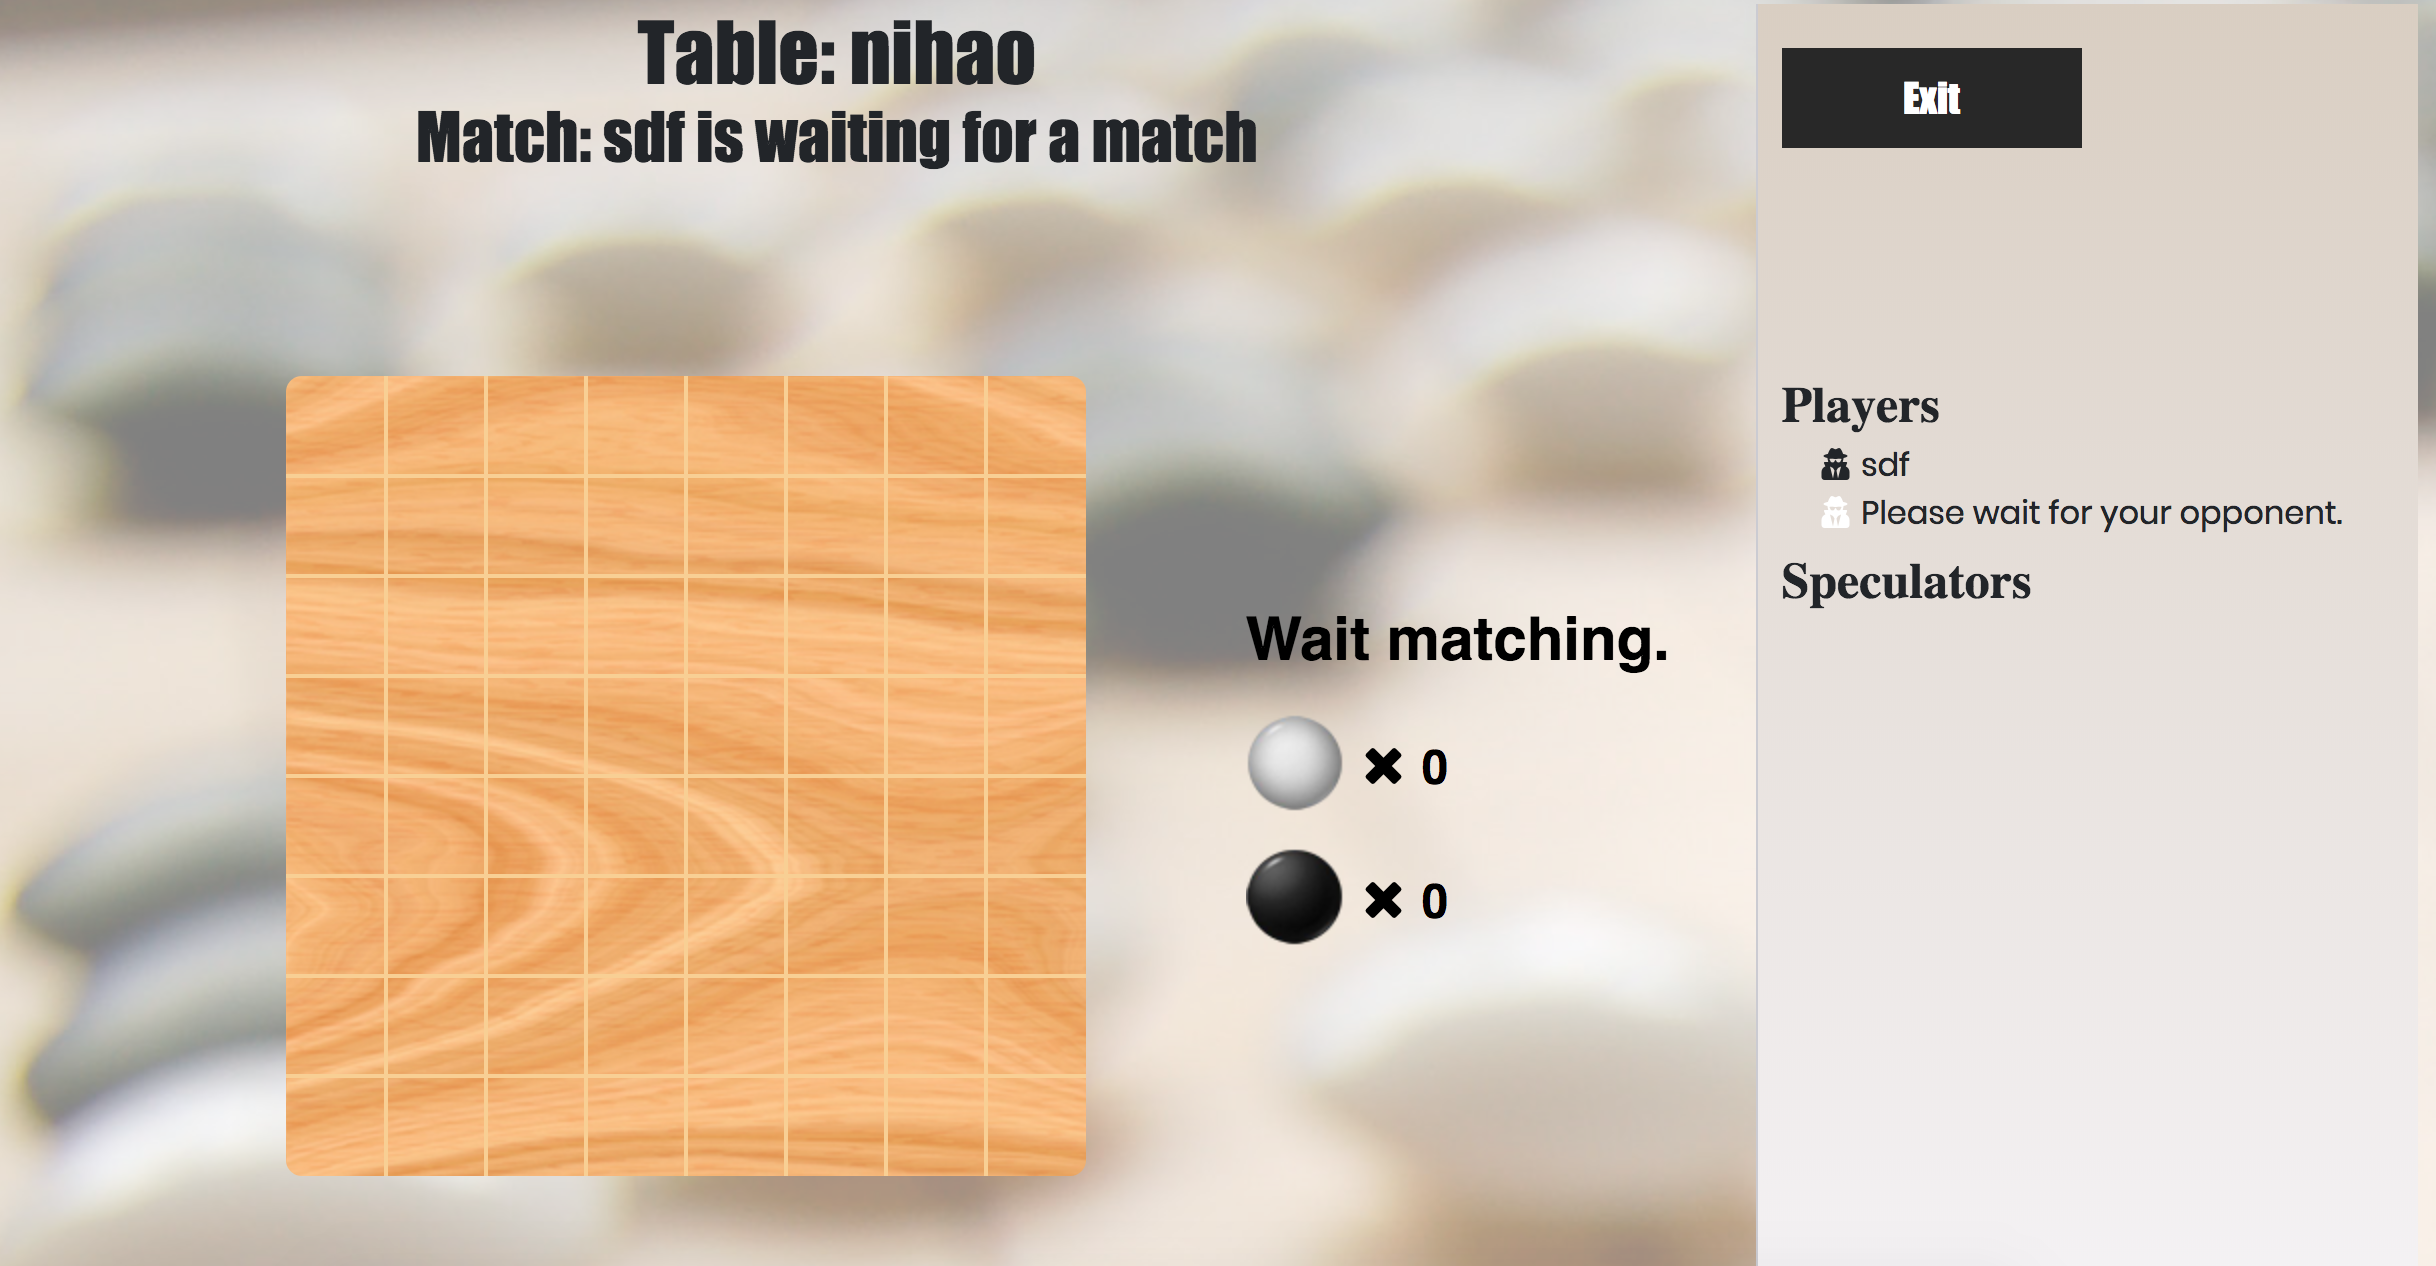 Table: nihao
Match: sdf is waiting for a match
Exit
Players
sdf
Please wait for your opponent.
Speculators
Wait matching.
✖ 0
✖ 0